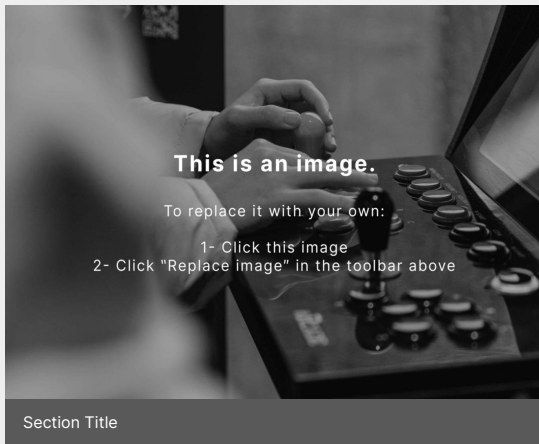 This is an image.
To replace it with your own:
1- Click this image
2- Click "Replace image" in the toolbar above
Section Title